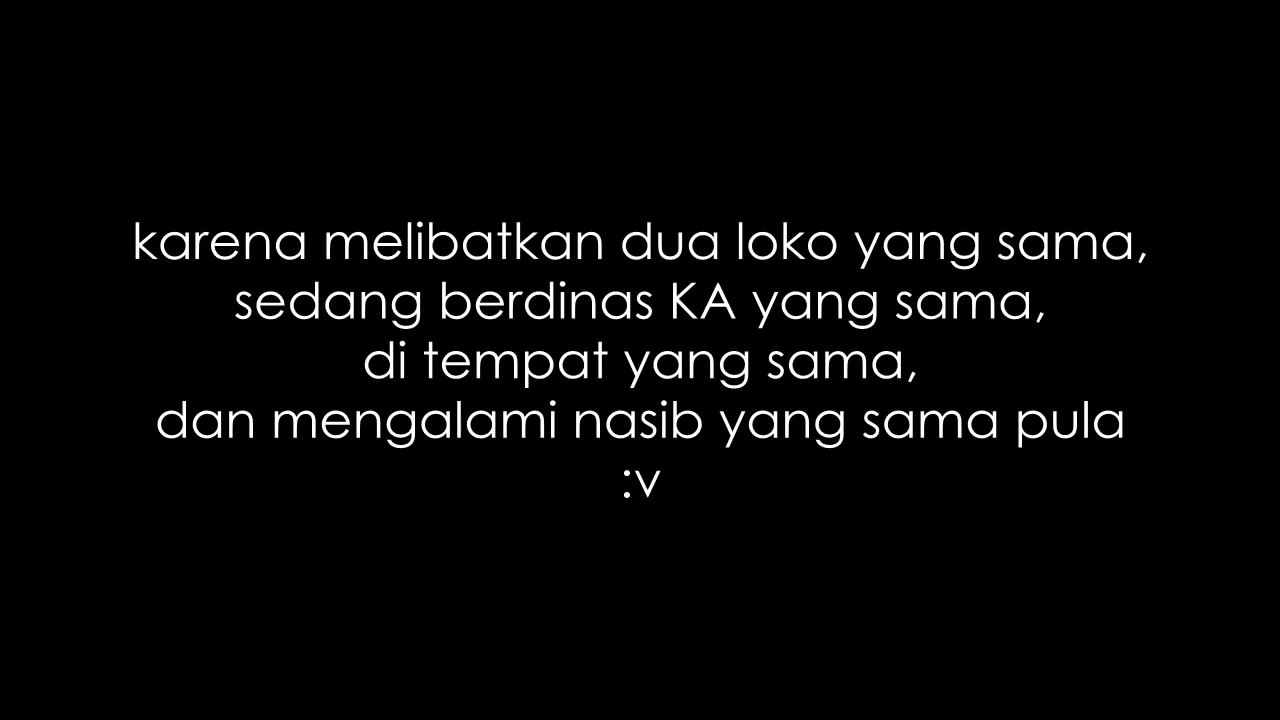 karena melibatkan dua loko yang sama,
sedang berdinas KA yang sama,
di tempat yang sama,
dan mengalami nasib yang sama pula
:v